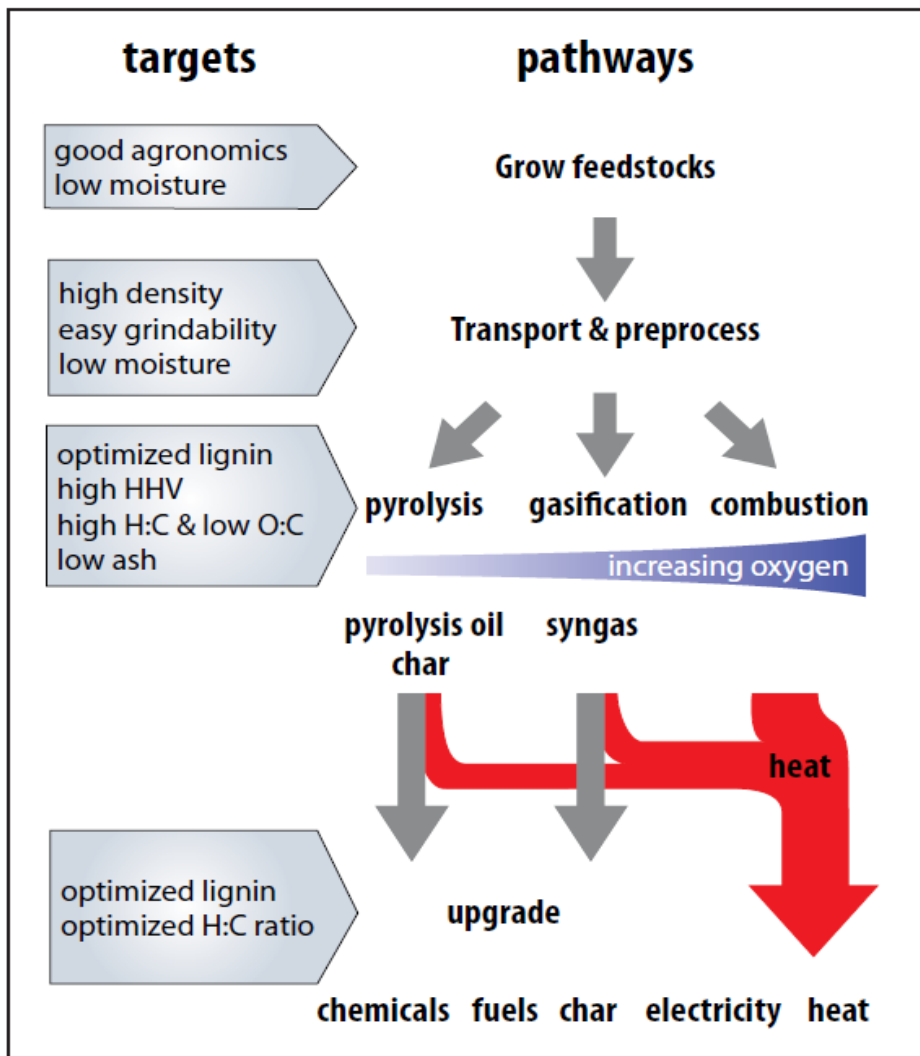 targets
pathways
good agronomics
low moisture
Grow feedstocks
high density
easy grindability
low moisture
Transport & preprocess
optimized lignin
high HHV
high H:C & low O:C
low ash
pyrolysis
gasification
combustion
increasing oxygen
pyrolysis oil
char
syngas
heat
optimized lignin
optimized H:C ratio
upgrade
chemicals fuels char electricity heat